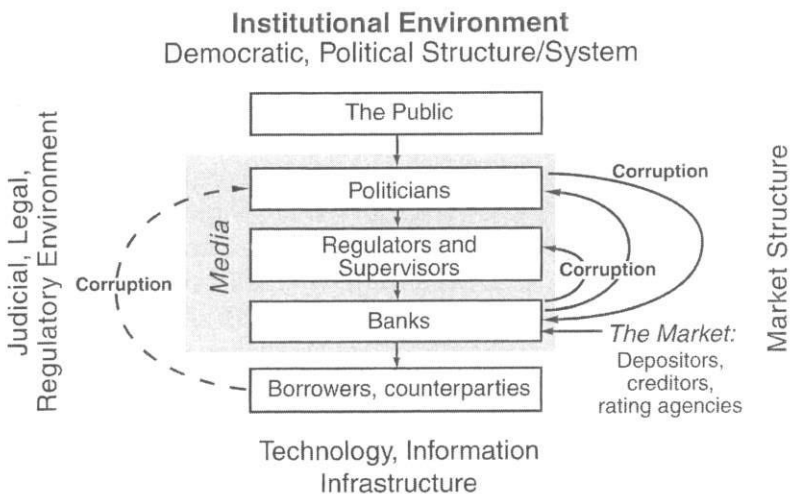 Institutional Environment
Democratic, Political Structure/System
The Public
Corruption
Politicians
Judicial, Legal,
Regulatory Environment
Media
Regulators and
Supervisors
Corruption
Corruption
Market Structure
Banks
The Market:
Depositors,
creditors,
rating agencies
Borrowers, counterparties
Technology, Information
Infrastructure